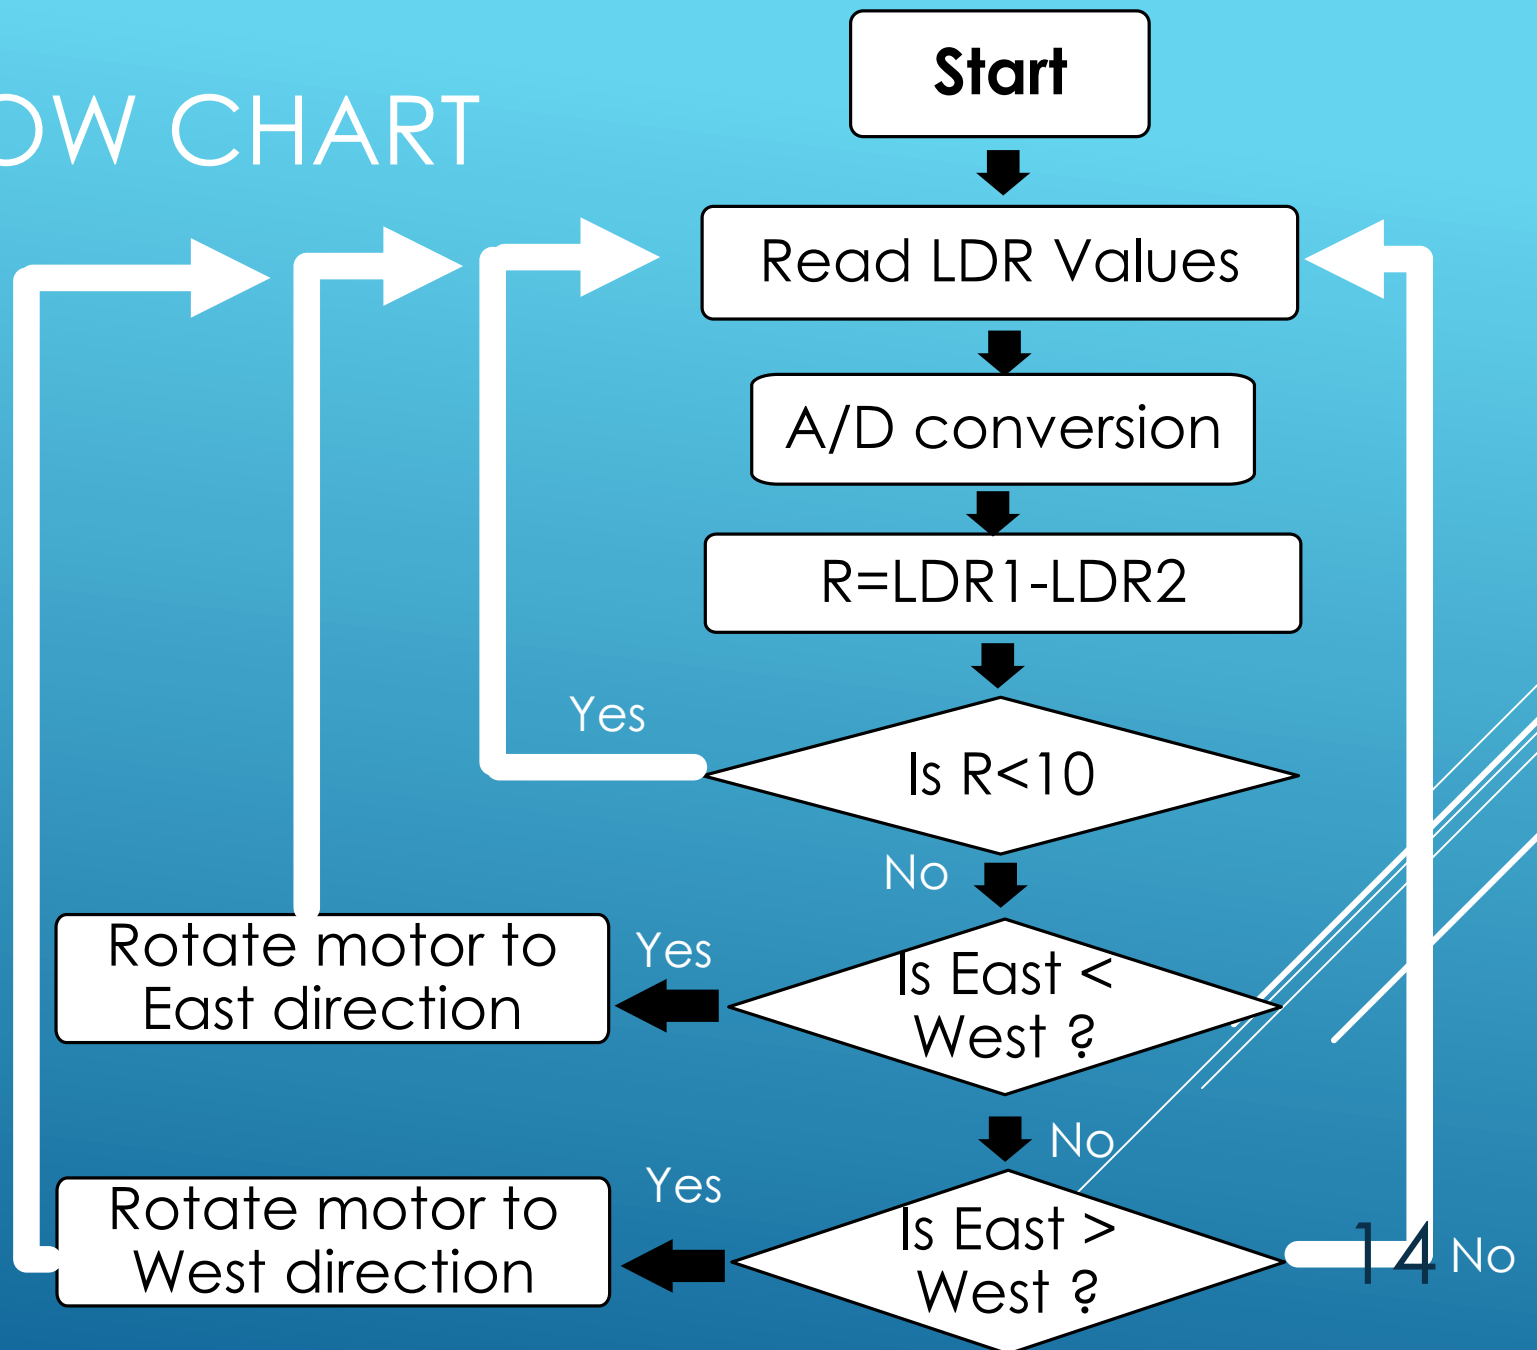 OW CHART
Start
Read LDR Values
A/D conversion
R=LDR1-LDR2
Yes
Is R<10
No
Rotate motor to
East direction
Yes
Is East <
West ?
No
Rotate motor to
West direction
Yes
Is East >
West ?
14
No